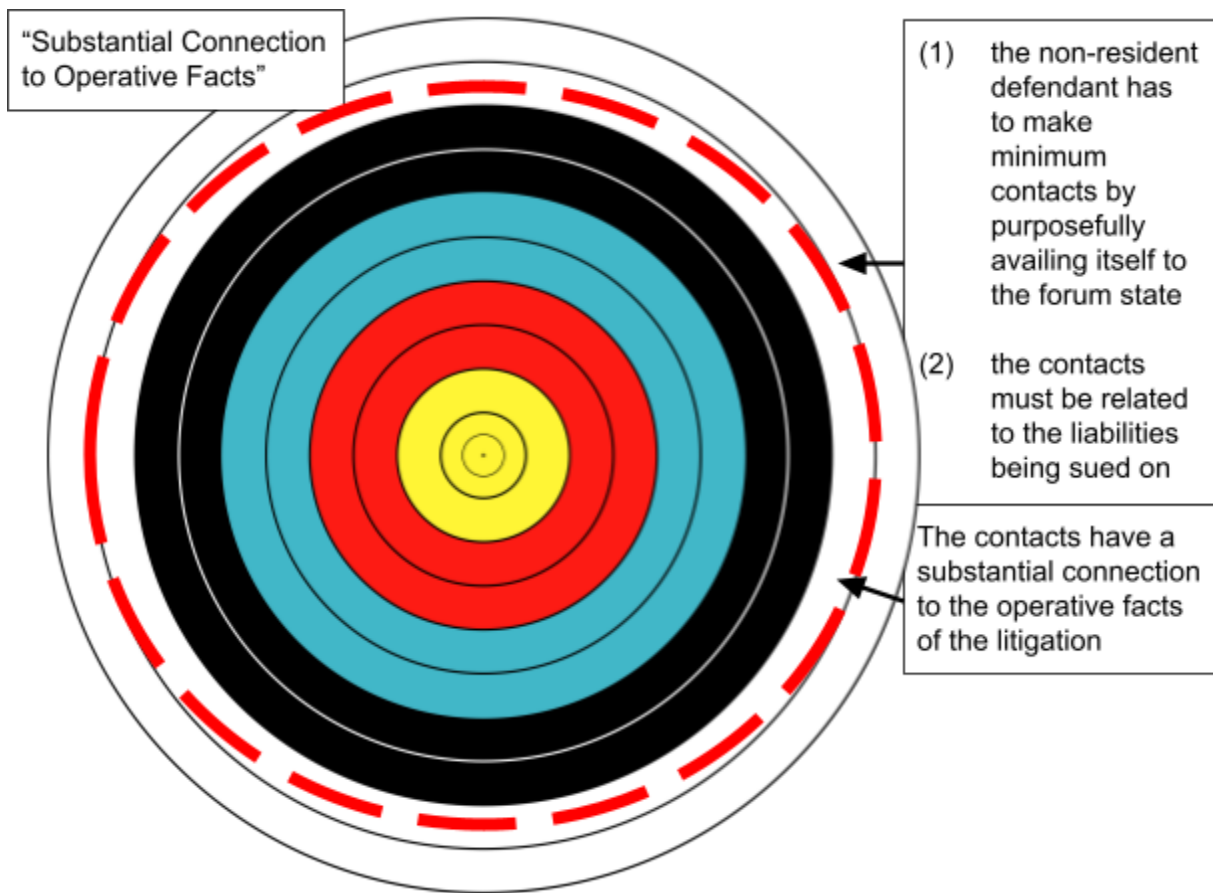 “Substantial Connection
to Operative Facts”
(1) the non-resident
defendant has
to make
minimum
contacts by
purposefully
availing itself to
the forum state
(2) the contacts
must be related
to the liabilities
being sued on
The contacts have a
substantial connection
to the operative facts
of the litigation